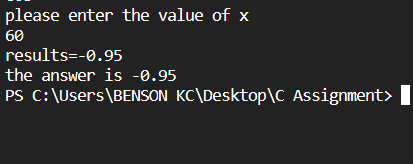 please enter the value of x
60
results=-0.95
the answer is -0.95
PS C:\Users\BENSON KC\Desktop\C Assignment>